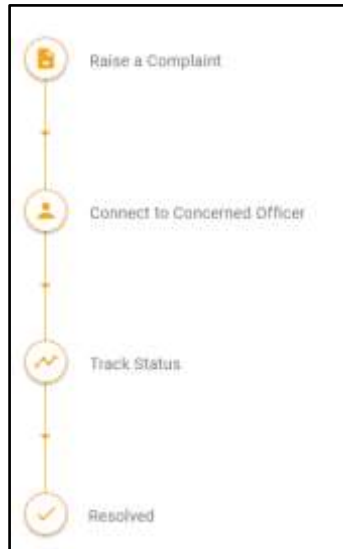 Raise a Complaint
Connect to Concerned Officer
Track Status
Resolved